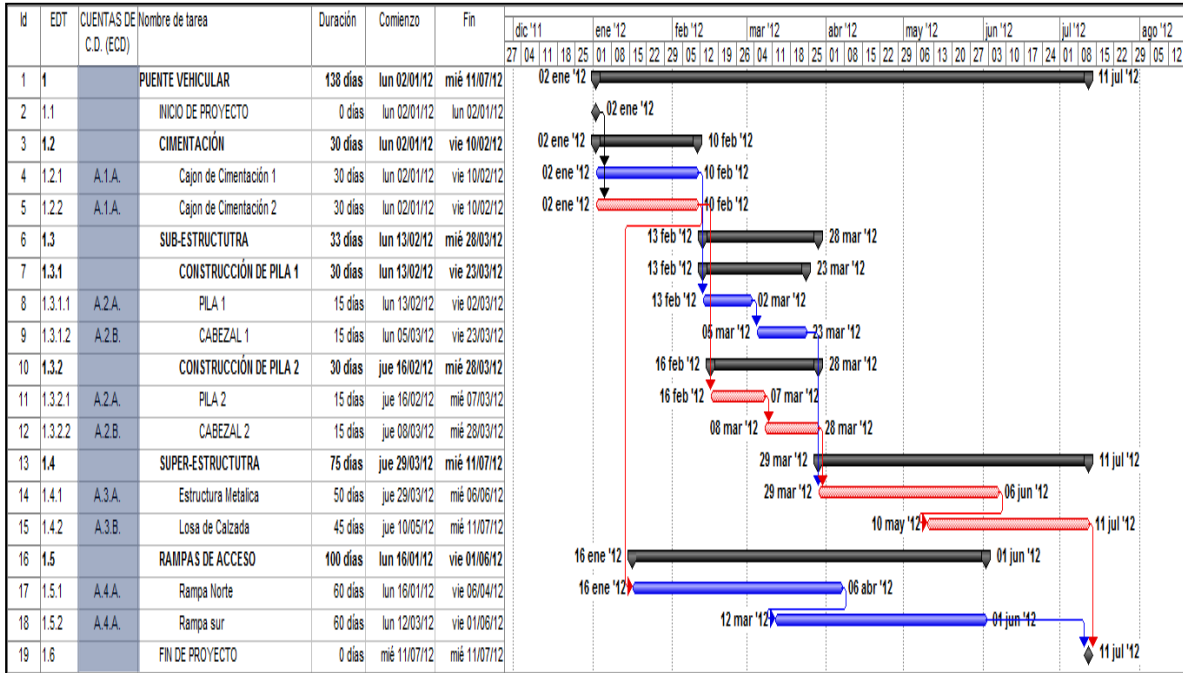 Id EDT CUENTAS DE C.D. (ECD) Nombre de tarea Duración Comienzo Fin
dic '11 ene '12 feb '12 mar '12 abr '12 may '12 jun '12 jul '12 ago '12
27 04 11 18 25 01 08 15 22 29 05 12 19 26 04 11 18 25 01 08 15 22 29 06 13 20 27 03 10 17 24 01 08 15 22 29 05 12
1 1 PUENTE VEHICULAR 138 días lun 02/01/12 mié 11/07/12 02 ene '12 11 jul '12
2 1.1 INICIO DE PROYECTO 0 días lun 02/01/12 lun 02/01/12 02 ene '12
3 1.2 CIMENTACIÓN 30 días lun 02/01/12 vie 10/02/12 02 ene '12 10 feb '12
4 1.2.1 A.1.A. Cajon de Cimentación 1 30 días lun 02/01/12 vie 10/02/12 02 ene '12 10 feb '12
5 1.2.2 A.1.A. Cajon de Cimentación 2 30 días lun 02/01/12 vie 10/02/12 02 ene '12 10 feb '12
6 1.3 SUB-ESTRUCTUTRA 33 días lun 13/02/12 mié 28/03/12 13 feb '12 28 mar '12
7 1.3.1 CONSTRUCCIÓN DE PILA 1 30 días lun 13/02/12 vie 23/03/12 13 feb '12 23 mar '12
8 1.3.1.1 A.2.A. PILA 1 15 días lun 13/02/12 vie 02/03/12 13 feb '12 02 mar '12
9 1.3.1.2 A.2.B. CABEZAL 1 15 días lun 05/03/12 vie 23/03/12 05 mar '12 23 mar '12
10 1.3.2 CONSTRUCCIÓN DE PILA 2 30 días jue 16/02/12 mié 28/03/12 16 feb '12 28 mar '12
11 1.3.2.1 A.2.A. PILA 2 15 días jue 16/02/12 mié 07/03/12 16 feb '12 07 mar '12
12 1.3.2.2 A.2.B. CABEZAL 2 15 días jue 08/03/12 mié 28/03/12 08 mar '12 28 mar '12
13 1.4 SUPER-ESTRUCTUTRA 75 días jue 29/03/12 mié 11/07/12 29 mar '12 11 jul '12
14 1.4.1 A.3.A. Estructura Metalica 50 días jue 29/03/12 mié 06/06/12 29 mar '12 06 jun '12
15 1.4.2 A.3.B. Losa de Calzada 45 días jue 10/05/12 mié 11/07/12 10 may '12 11 jul '12
16 1.5 RAMPAS DE ACCESO 100 días lun 16/01/12 vie 01/06/12 16 ene '12 01 jun '12
17 1.5.1 A.4.A. Rampa Norte 60 días lun 16/01/12 vie 06/04/12 16 ene '12 06 abr '12
18 1.5.2 A.4.A. Rampa sur 60 días lun 12/03/12 vie 01/06/12 12 mar '12 01 jun '12
19 1.6 FIN DE PROYECTO 0 días mié 11/07/12 mié 11/07/12 11 jul '12